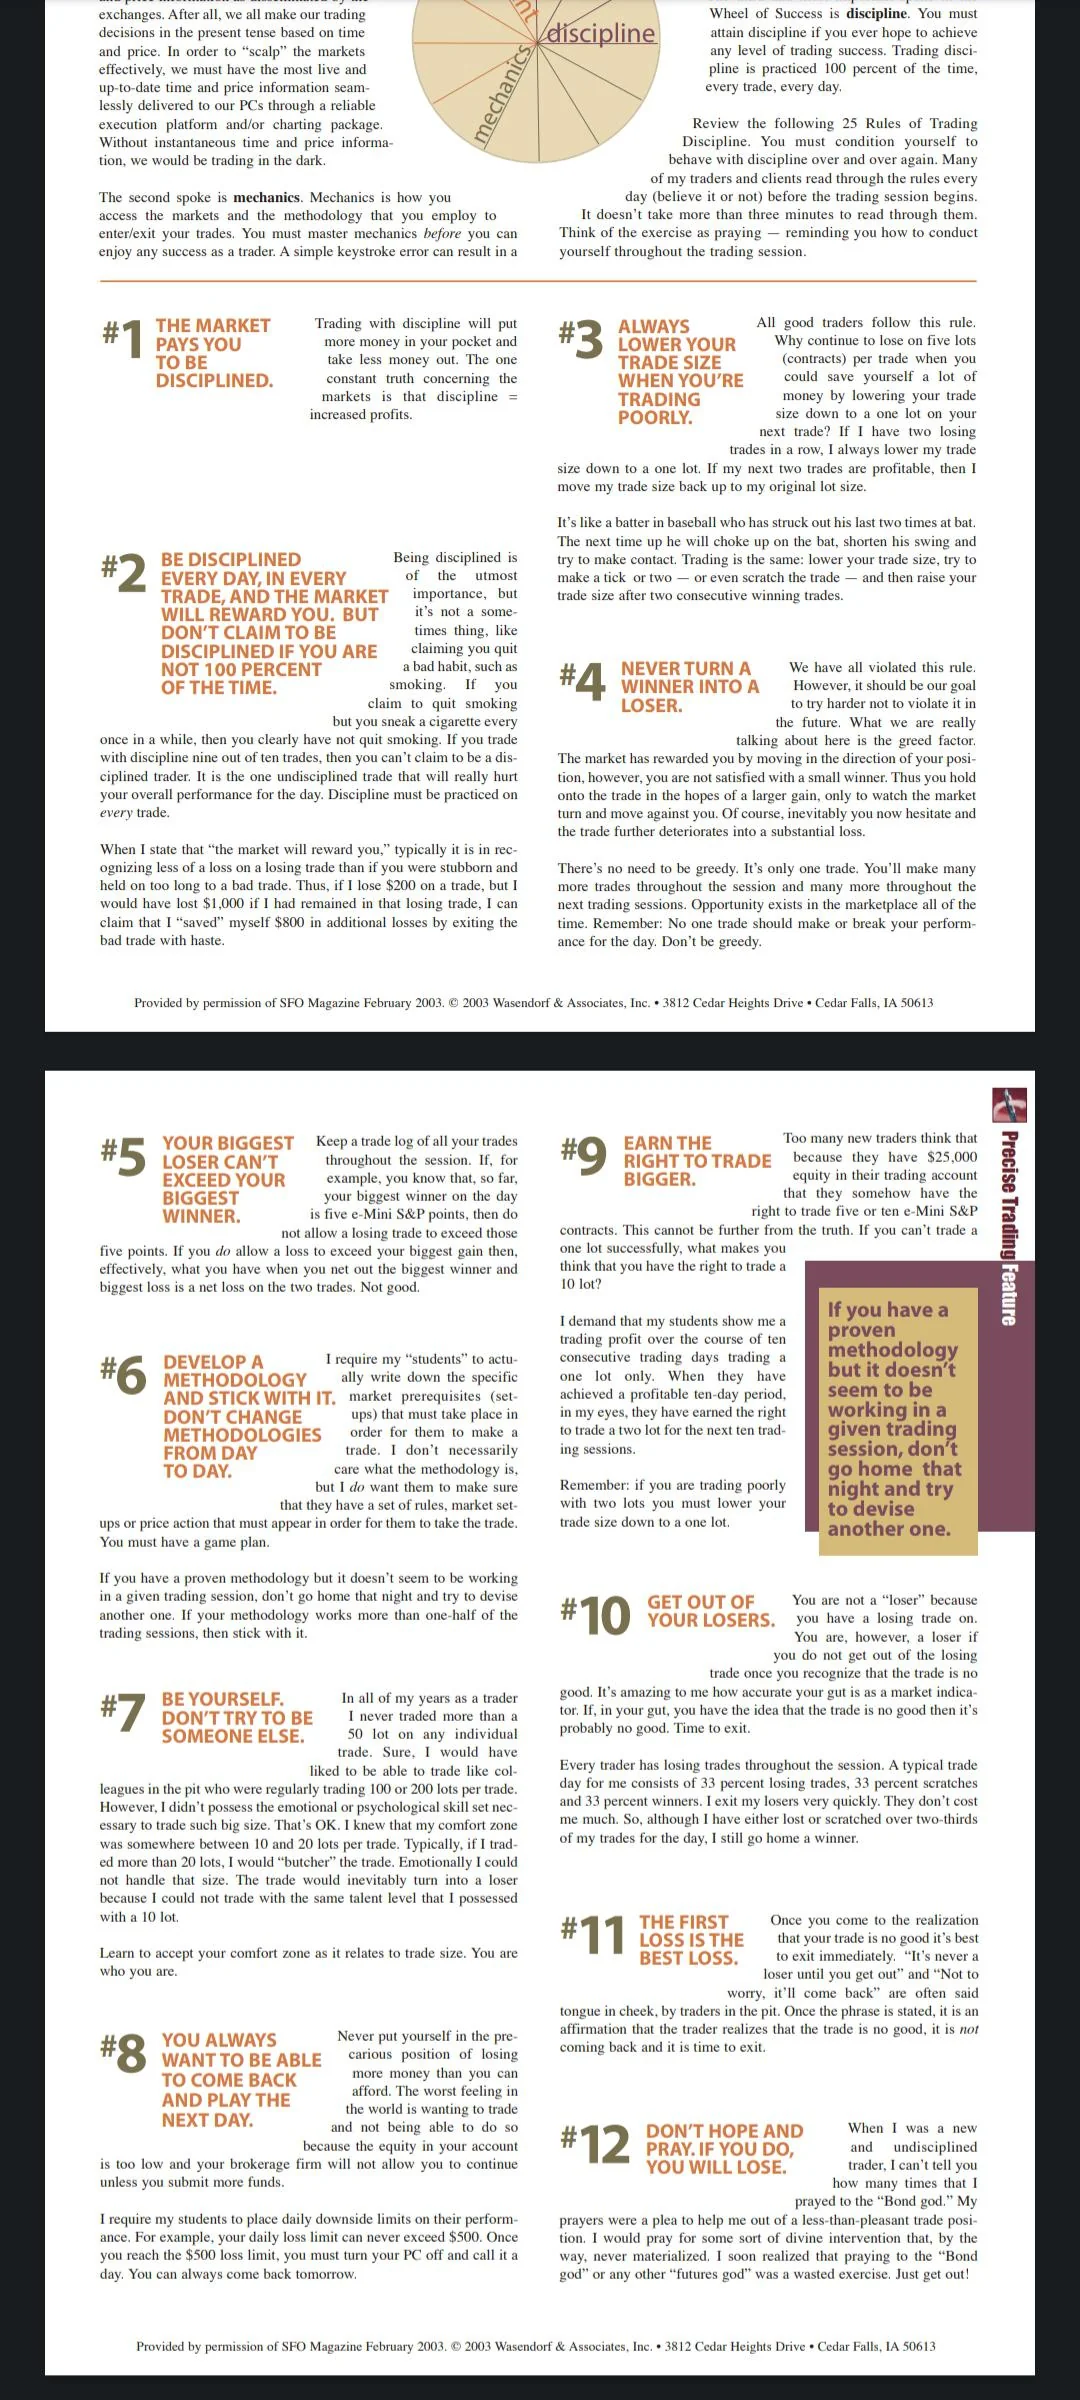 exchanges. After all, we all make our trading
decisions in the present tense based on time
and price. In order to “scalp” the markets
effectively, we must have the most live and
up-to-date time and price information seam-
lessly delivered to our PCs through a reliable
execution platform and/or charting package.
Without instantaneous time and price informa-
tion, we would be trading in the dark.
The second spoke is mechanics. Mechanics is how you
access the markets and the methodology that you employ to
enter/exit your trades. You must master mechanics before you can
enjoy any success as a trader. A simple keystroke error can result in a
discipline
mechanics
Wheel of Success is discipline. You must
attain discipline if you ever hope to achieve
any level of trading success. Trading disci-
pline is practiced 100 percent of the time,
every trade, every day.
Review the following 25 Rules of Trading
Discipline. You must condition yourself to
behave with discipline over and over again. Many
of my traders and clients read through the rules every
day (believe it or not) before the trading session begins.
It doesn’t take more than three minutes to read through them.
Think of the exercise as praying — reminding you how to conduct
yourself throughout the trading session.
#1
THE MARKET
PAYS YOU
TO BE
DISCIPLINED.
Trading with discipline will put
more money in your pocket and
take less money out. The one
constant truth concerning the
markets is that discipline =
increased profits.
#2
BE DISCIPLINED
EVERY DAY, IN EVERY
TRADE, AND THE MARKET
WILL REWARD YOU. BUT
DON’T CLAIM TO BE
DISCIPLINED IF YOU ARE
NOT 100 PERCENT
OF THE TIME.
Being disciplined is
of the utmost
importance, but
it’s not a some-
times thing, like
claiming you quit
a bad habit, such as
smoking. If you
claim to quit smoking
but you sneak a cigarette every
once in a while, then you clearly have not quit smoking. If you trade
with discipline nine out of ten trades, then you can’t claim to be a dis-
ciplined trader. It is the one undisciplined trade that will really hurt
your overall performance for the day. Discipline must be practiced on
every trade.
When I state that “the market will reward you,” typically it is in rec-
ognizing less of a loss on a losing trade than if you were stubborn and
held on too long to a bad trade. Thus, if I lose $200 on a trade, but I
would have lost $1,000 if I had remained in that losing trade, I can
claim that I “saved” myself $800 in additional losses by exiting the
bad trade with haste.
#3
ALWAYS
LOWER YOUR
TRADE SIZE
WHEN YOU’RE
TRADING
POORLY.
All good traders follow this rule.
Why continue to lose on five lots
(contracts) per trade when you
could save yourself a lot of
money by lowering your trade
size down to a one lot on your
next trade? If I have two losing
trades in a row, I always lower my trade
size down to a one lot. If my next two trades are profitable, then I
move my trade size back up to my original lot size.
It’s like a batter in baseball who has struck out his last two times at bat.
The next time up he will choke up on the bat, shorten his swing and
try to make contact. Trading is the same: lower your trade size, try to
make a tick or two — or even scratch the trade — and then raise your
trade size after two consecutive winning trades.
#4
NEVER TURN A
WINNER INTO A
LOSER.
We have all violated this rule.
However, it should be our goal
to try harder not to violate it in
the future. What we are really
talking about here is the greed factor.
The market has rewarded you by moving in the direction of your posi-
tion, however, you are not satisfied with a small winner. Thus you hold
onto the trade in the hopes of a larger gain, only to watch the market
turn and move against you. Of course, inevitably you now hesitate and
the trade further deteriorates into a substantial loss.
There’s no need to be greedy. It’s only one trade. You’ll make many
more trades throughout the session and many more throughout the
next trading sessions. Opportunity exists in the marketplace all of the
time. Remember: No one trade should make or break your perform-
ance for the day. Don’t be greedy.
Provided by permission of SFO Magazine February 2003. © 2003 Wasendorf & Associates, Inc. • 3812 Cedar Heights Drive • Cedar Falls, IA 50613
#5
YOUR BIGGEST
LOSER CAN’T
EXCEED YOUR
BIGGEST
WINNER.
Keep a trade log of all your trades
throughout the session. If, for
example, you know that, so far,
your biggest winner on the day
is five e-Mini S&P points, then do
not allow a losing trade to exceed those
five points. If you do allow a loss to exceed your biggest gain then,
effectively, what you have when you net out the biggest winner and
biggest loss is a net loss on the two trades. Not good.
#6
DEVELOP A
METHODOLOGY
AND STICK WITH IT.
DON’T CHANGE
METHODOLOGIES
FROM DAY
TO DAY.
I require my “students” to actu-
ally write down the specific
market prerequisites (set-
ups) that must take place in
order for them to make a
trade. I don’t necessarily
care what the methodology is,
but I do want them to make sure
that they have a set of rules, market set-
ups or price action that must appear in order for them to take the trade.
You must have a game plan.
If you have a proven methodology but it doesn’t seem to be working
in a given trading session, don’t go home that night and try to devise
another one. If your methodology works more than one-half of the
trading sessions, then stick with it.
#7
BE YOURSELF.
DON’T TRY TO BE
SOMEONE ELSE.
In all of my years as a trader
I never traded more than a
50 lot on any individual
trade. Sure, I would have
liked to be able to trade like col-
leagues in the pit who were regularly trading 100 or 200 lots per trade.
However, I didn’t possess the emotional or psychological skill set nec-
essary to trade such big size. That’s OK. I knew that my comfort zone
was somewhere between 10 and 20 lots per trade. Typically, if I trad-
ed more than 20 lots, I would “butcher” the trade. Emotionally I could
not handle that size. The trade would inevitably turn into a loser
because I could not trade with the same talent level that I possessed
with a 10 lot.
Learn to accept your comfort zone as it relates to trade size. You are
who you are.
#8
YOU ALWAYS
WANT TO BE ABLE
TO COME BACK
AND PLAY THE
NEXT DAY.
Never put yourself in the pre-
carious position of losing
more money than you can
afford. The worst feeling in
the world is wanting to trade
and not being able to do so
because the equity in your account
is too low and your brokerage firm will not allow you to continue
unless you submit more funds.
I require my students to place daily downside limits on their perform-
ance. For example, your daily loss limit can never exceed $500. Once
you reach the $500 loss limit, you must turn your PC off and call it a
day. You can always come back tomorrow.
#9
EARN THE
RIGHT TO TRADE
BIGGER.
Too many new traders think that
because they have $25,000
equity in their trading account
that they somehow have the
right to trade five or ten e-Mini S&P
contracts. This cannot be further from the truth. If you can’t trade a
one lot successfully, what makes you
think that you have the right to trade a
10 lot?
I demand that my students show me a
trading profit over the course of ten
consecutive trading days trading a
one lot only. When they have
achieved a profitable ten-day period,
in my eyes, they have earned the right
to trade a two lot for the next ten trad-
ing sessions.
Remember: if you are trading poorly
with two lots you must lower your
trade size down to a one lot.
Precise Trading Feature
If you have a
proven
methodology
but it doesn’t
seem to be
working in a
given trading
session, don’t
go home that
night and try
to devise
another one.
#10
GET OUT OF
YOUR LOSERS.
You are not a “loser” because
you have a losing trade on.
You are, however, a loser if
you do not get out of the losing
trade once you recognize that the trade is no
good. It’s amazing to me how accurate your gut is as a market indica-
tor. If, in your gut, you have the idea that the trade is no good then it’s
probably no good. Time to exit.
Every trader has losing trades throughout the session. A typical trade
day for me consists of 33 percent losing trades, 33 percent scratches
and 33 percent winners. I exit my losers very quickly. They don’t cost
me much. So, although I have either lost or scratched over two-thirds
of my trades for the day, I still go home a winner.
#11
THE FIRST
LOSS IS THE
BEST LOSS.
Once you come to the realization
that your trade is no good it’s best
to exit immediately. “It’s never a
loser until you get out” and “Not to
worry, it’ll come back” are often said
tongue in cheek, by traders in the pit. Once the phrase is stated, it is an
affirmation that the trader realizes that the trade is no good, it is not
coming back and it is time to exit.
#12
DON’T HOPE AND
PRAY. IF YOU DO,
YOU WILL LOSE.
When I was a new
and undisciplined
trader, I can’t tell you
how many times that I
prayed to the “Bond god.” My
prayers were a plea to help me out of a less-than-pleasant trade posi-
tion. I would pray for some sort of divine intervention that, by the
way, never materialized. I soon realized that praying to the “Bond
god” or any other “futures god” was a wasted exercise. Just get out!
Provided by permission of SFO Magazine February 2003. © 2003 Wasendorf & Associates, Inc. • 3812 Cedar Heights Drive • Cedar Falls, IA 50613